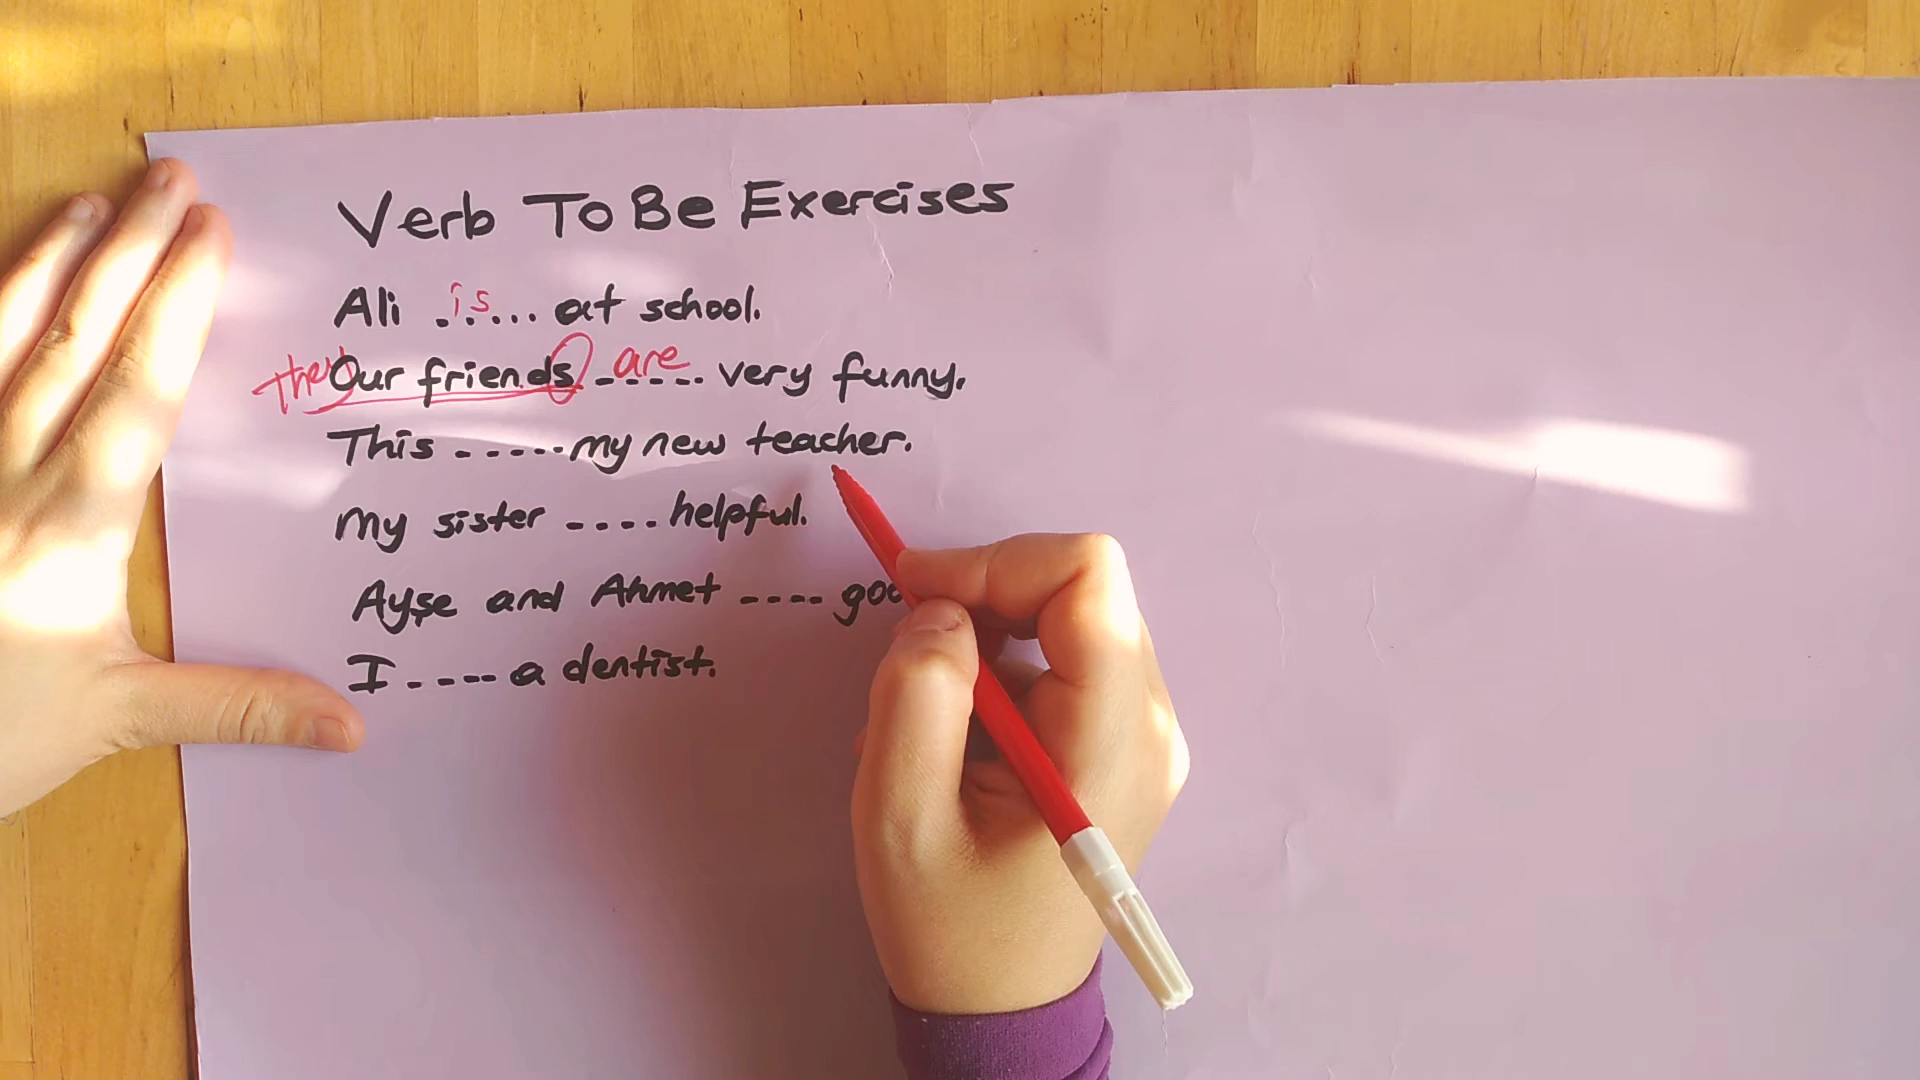 Verb To Be Exercises
Ali .is.... at school.
they Our friends are ----- very funny.
This ----- my new teacher.
my sister ---- helpful.
Ayşe and Ahmet ----
I ---- a dentist.